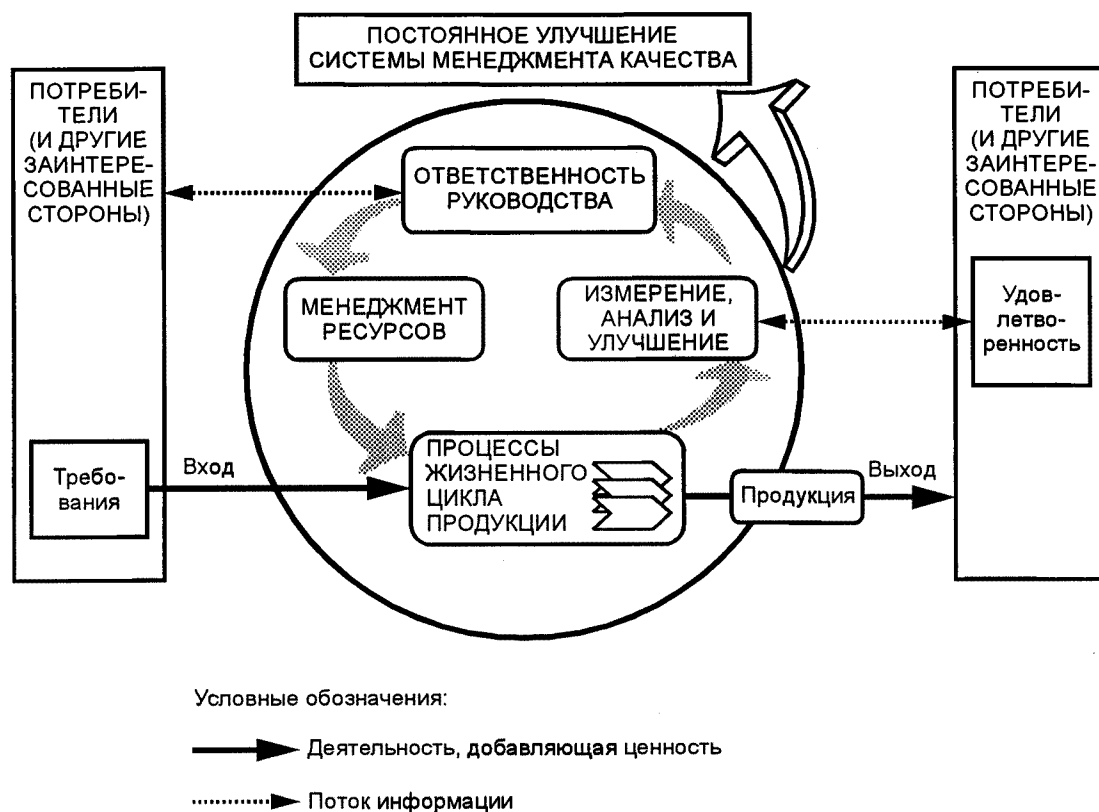 ПОСТОЯННОЕ УЛУЧШЕНИЕ
СИСТЕМЫ МЕНЕДЖМЕНТА КАЧЕСТВА
ПОТРЕБИ-
ТЕЛИ
(И ДРУГИЕ
ЗАИНТЕРЕ-
СОВАННЫЕ
СТОРОНЫ)
ПОТРЕБИ-
ТЕЛИ
(И ДРУГИЕ
ЗАИНТЕРЕ-
СОВАННЫЕ
СТОРОНЫ)
ОТВЕТСТВЕННОСТЬ
РУКОВОДСТВА
МЕНЕДЖМЕНТ
РЕСУРСОВ
ИЗМЕРЕНИЕ,
АНАЛИЗ И
УЛУЧШЕНИЕ
Удов-
летво-
ренность
Требо-
вания
Вход
ПРОЦЕССЫ
ЖИЗНЕННОГО
ЦИКЛА
ПРОДУКЦИИ
Продукция
Выход
Условные обозначения:
Деятельность, добавляющая ценность
Поток информации